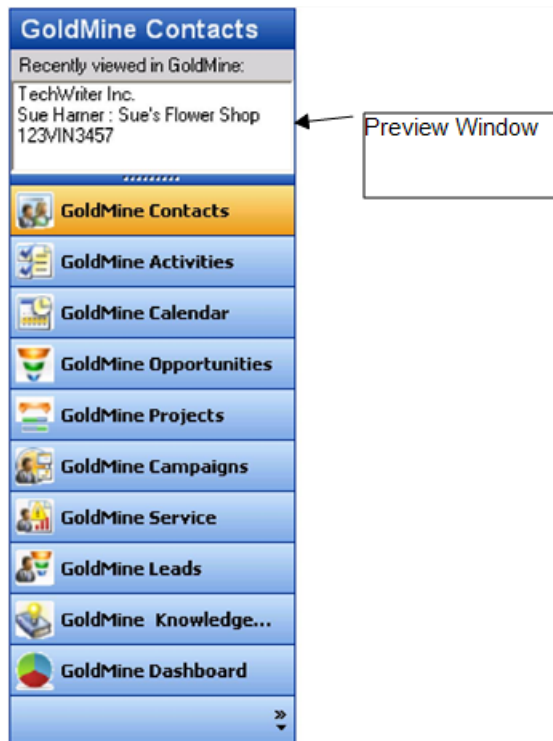 GoldMine Contacts
Recently viewed in GoldMine:
TechWriter Inc.
Sue Harner : Sue's Flower Shop
123VIN3457
Preview Window
GoldMine Contacts
GoldMine Activities
GoldMine Calendar
GoldMine Opportunities
GoldMine Projects
GoldMine Campaigns
GoldMine Service
GoldMine Leads
GoldMine Knowledge...
GoldMine Dashboard